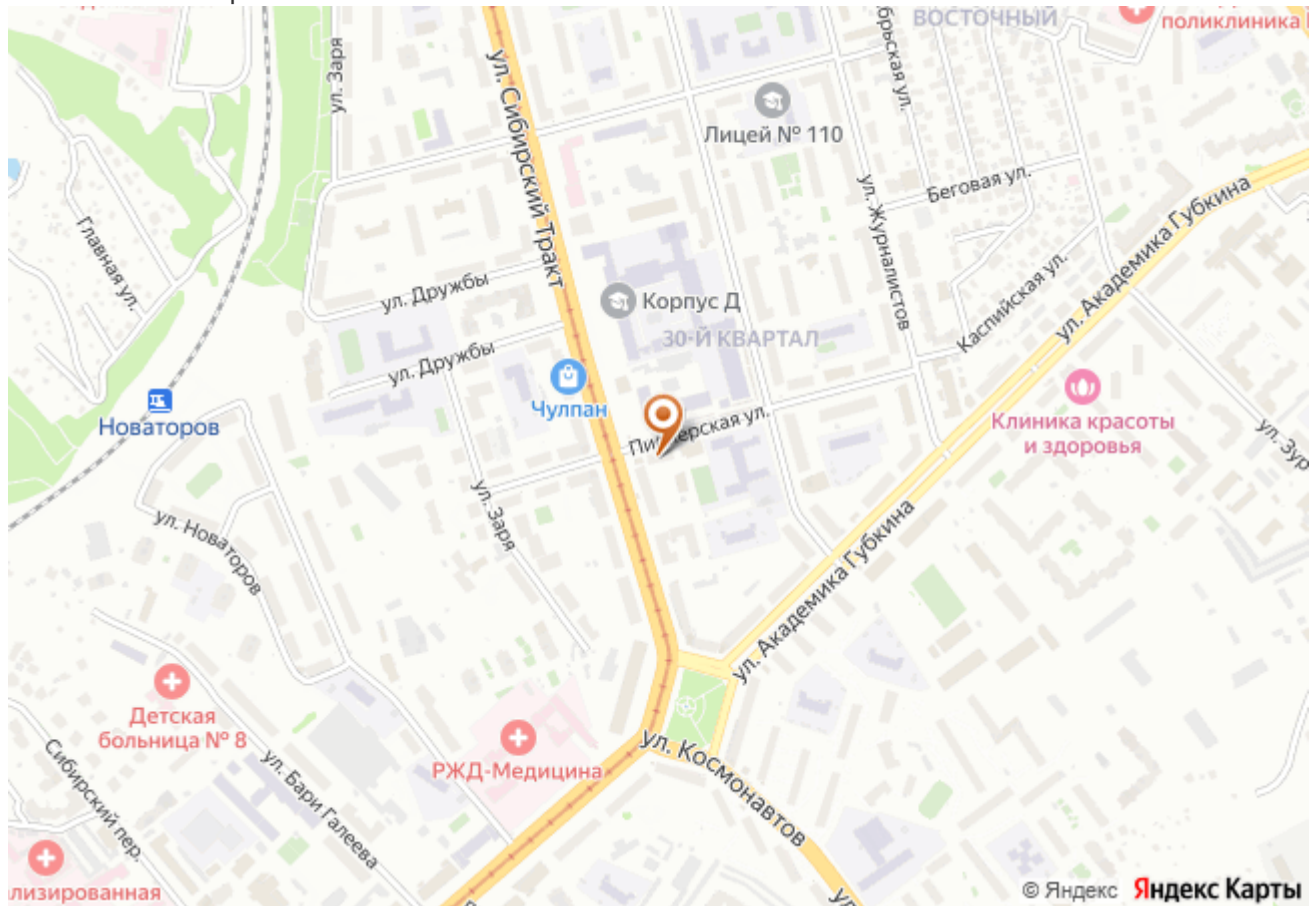 ул. Заря
ул. Сибирский Тракт
ВОСТОЧНЫЙ
поликлиника
Лицей № 110
Беговая ул.
ул. Журналистов
ул. Академика Губкина
Главная ул.
ул. Дружбы
Корпус Д
30-Й КВАРТАЛ
Каспийская ул.
ул. Дружбы
Чулпан
Новаторов
Клиника красоты
и здоровья
ул. Новаторов
ул. Заря
ул. Академика Губкина
Детская
больница № 8
РЖД-Медицина
ул. Космонавтов
Сибирский пер.
ул. Бари Галеева
© Яндекс Яндекс Карты